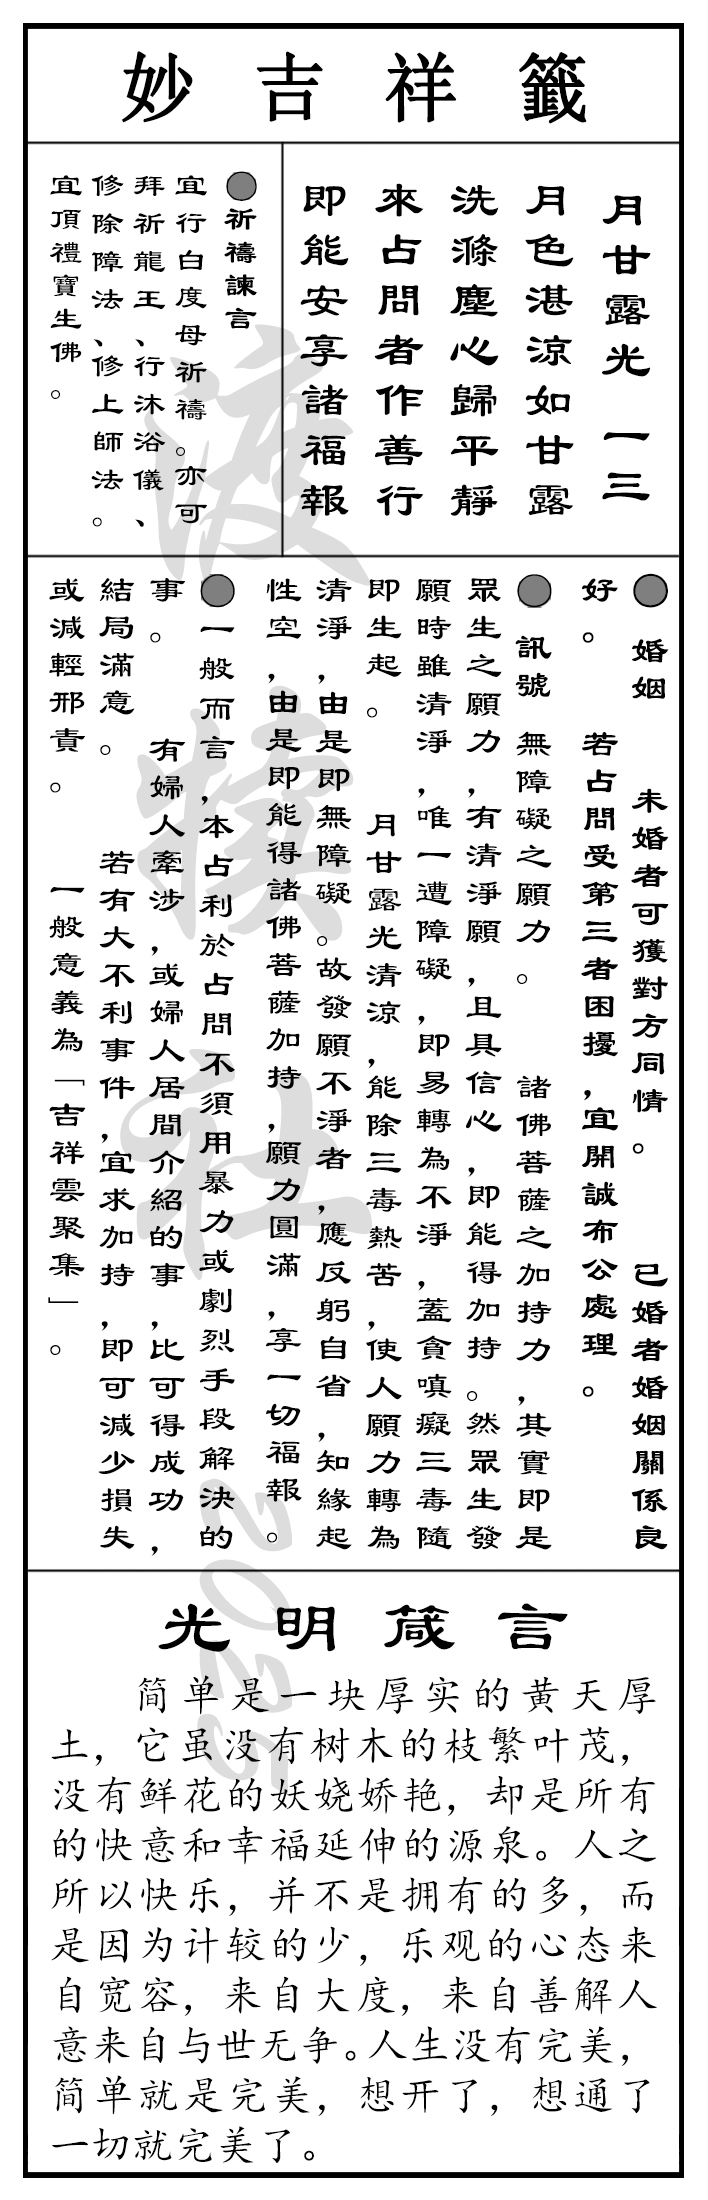 妙吉祥籤
月甘露光 一三
月色湛涼如甘露
洗滌塵心歸平靜
來占問者作善行
即能安享諸福報
●祈禱諫言
宜行白度母祈禱。亦可
拜祈龍王、行沐浴儀、
修除障法、修上師法。
宜頂禮寶生佛。
● 婚姻 未婚者可獲對方同情。 已婚者婚姻關係良
好。 若占問受第三者困擾，宜開誠布公處理。
● 訊號 無障礙之願力。 諸佛菩薩之加持力，其實即是
眾生之願力，有清淨願，且具信心，即能得加持。然眾生發
願時雖清淨，唯一遭障礙，即易轉為不淨，蓋貪嗔癡三毒隨
即生起。 月甘露光清涼，能除三毒熱苦，使人願力轉為
清淨，由是即無障礙。故發願不淨者，應反躬自省，知緣起
性空，由是即能得諸佛菩薩加持，願力圓滿，享一切福報。
●一般而言，本占利於占問不須用暴力或劇烈手段解決的
事。 有婦人牽涉，或婦人居間介紹的事，比可得成功，
結局滿意。 若有大不利事件，宜求加持，即可減少損失
或減輕邪責。 一般意義為「吉祥雲聚集」。
光明箴言
简单是一块厚实的黄天厚
土，它虽没有树木的枝繁叶茂，
没有鲜花的妖娆娇艳，却是所有
的快意和幸福延伸的源泉。人之
所以快乐，并不是拥有的多，而
是因为计较的少，乐观的心态来
自宽容，来自大度，来自善解人
意来自与世无争。人生没有完美，
简单就是完美，想开了，想通了
一切就完美了。
渡犊社 2025